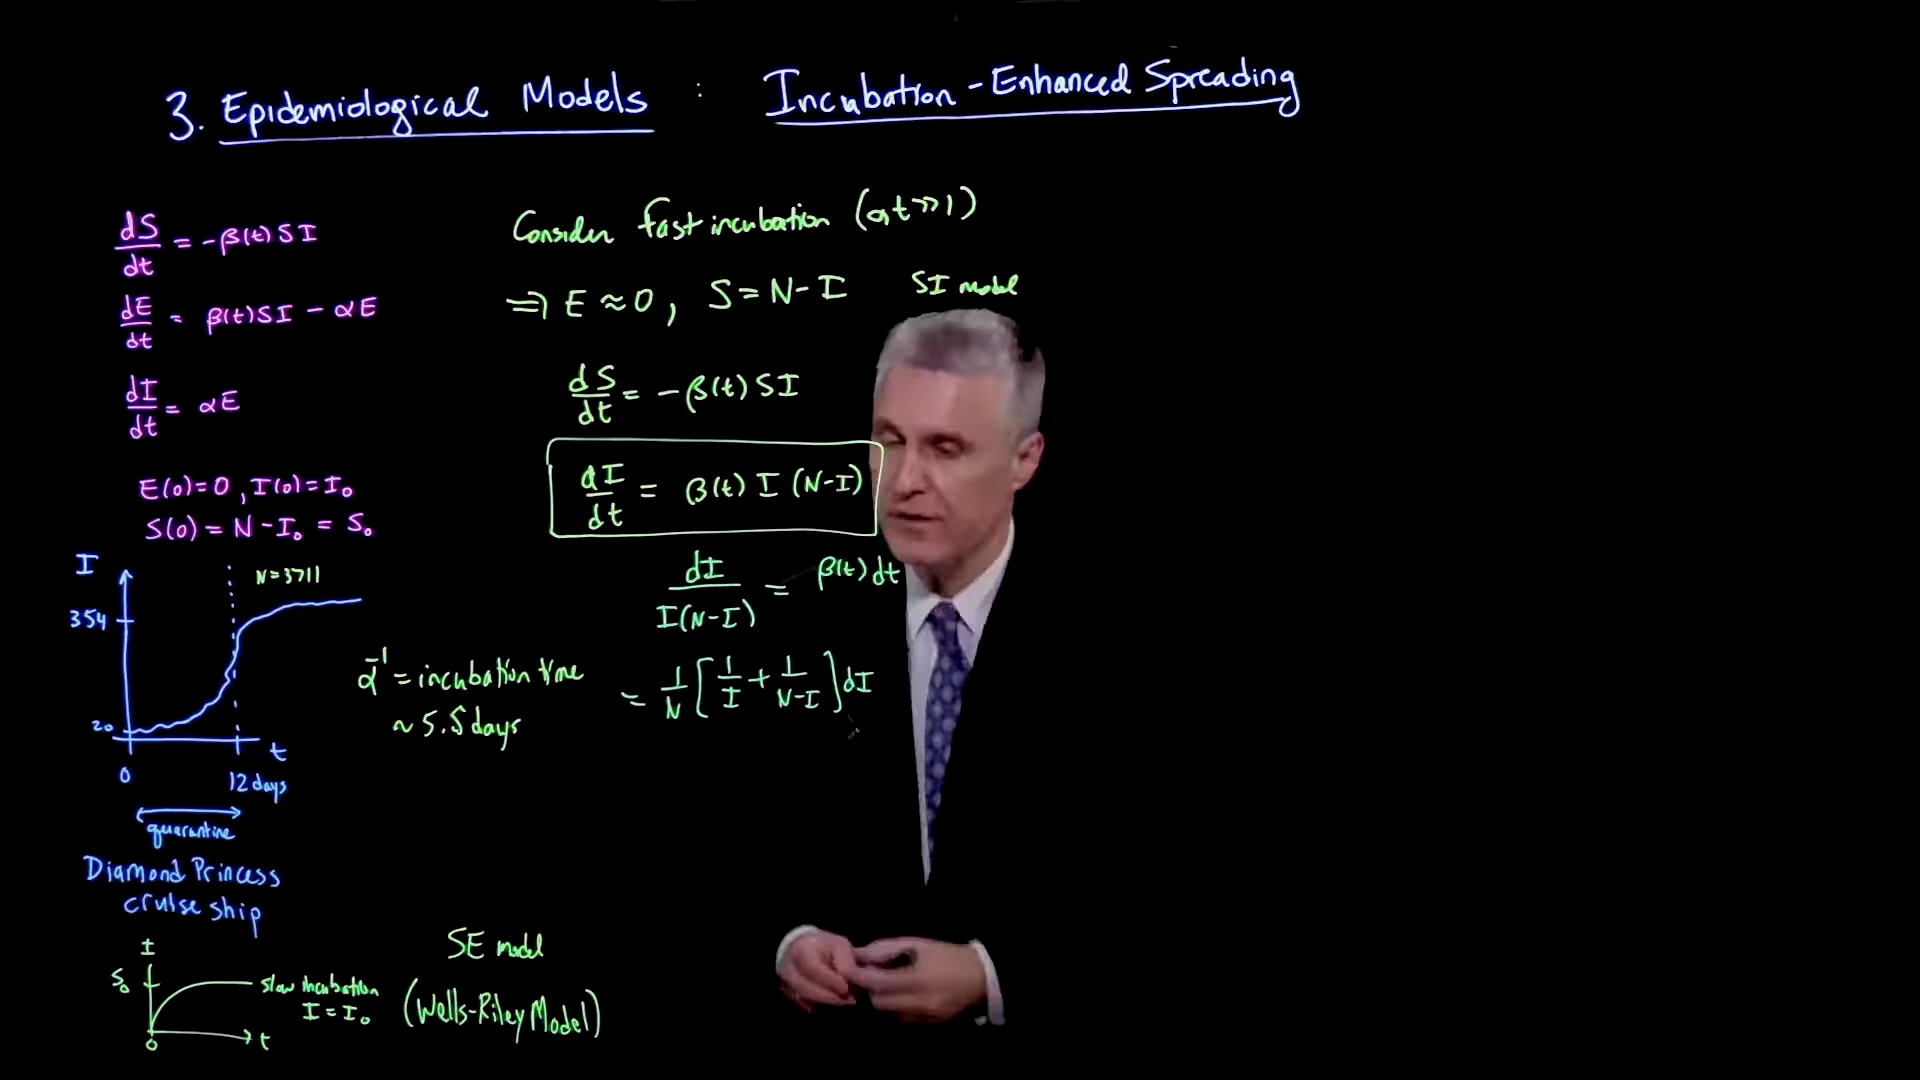 3. Epidemiological Models : Incubation-Enhanced Spreading
dS/dt = -β(t) S I
dE/dt = β(t) S I - αE
dI/dt = αE
E(0)=0, I(0)=I₀
S(0) = N - I₀ = S₀
I
N=3711
354
20
t
0
12 days
quarantine
Diamond Princess
cruise ship
α⁻¹ = incubation time
~ 5.5 days
I
S₀
slow incubation
I = I₀
0
t
SE model
(Wells-Riley Model)
Consider fast incubation (αt>>1)
⇒ E ≈ 0, S = N - I
SI model
dS/dt = -β(t) S I
dI/dt = β(t) I (N-I)
dI/I(N-I) = β(t) dt
= 1/N [1/I + 1/N-I] dI